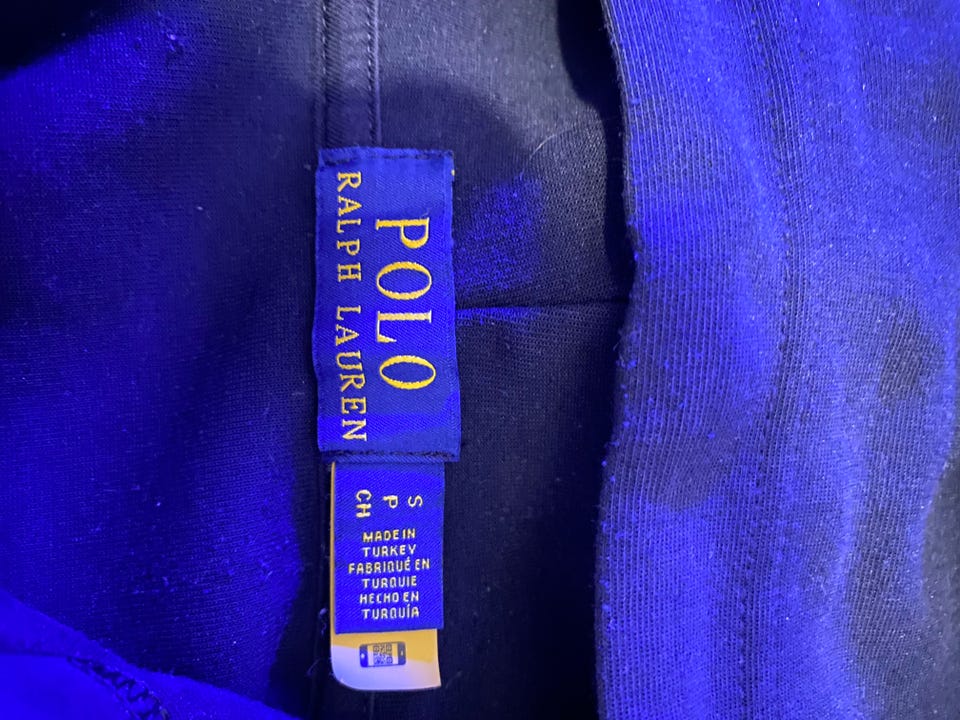 POLO
RALPH LAUREN
S
P
CH
MADE IN
TURKEY
FABRIQUÉ EN
TURQUIE
HECHO EN
TURQUÍA